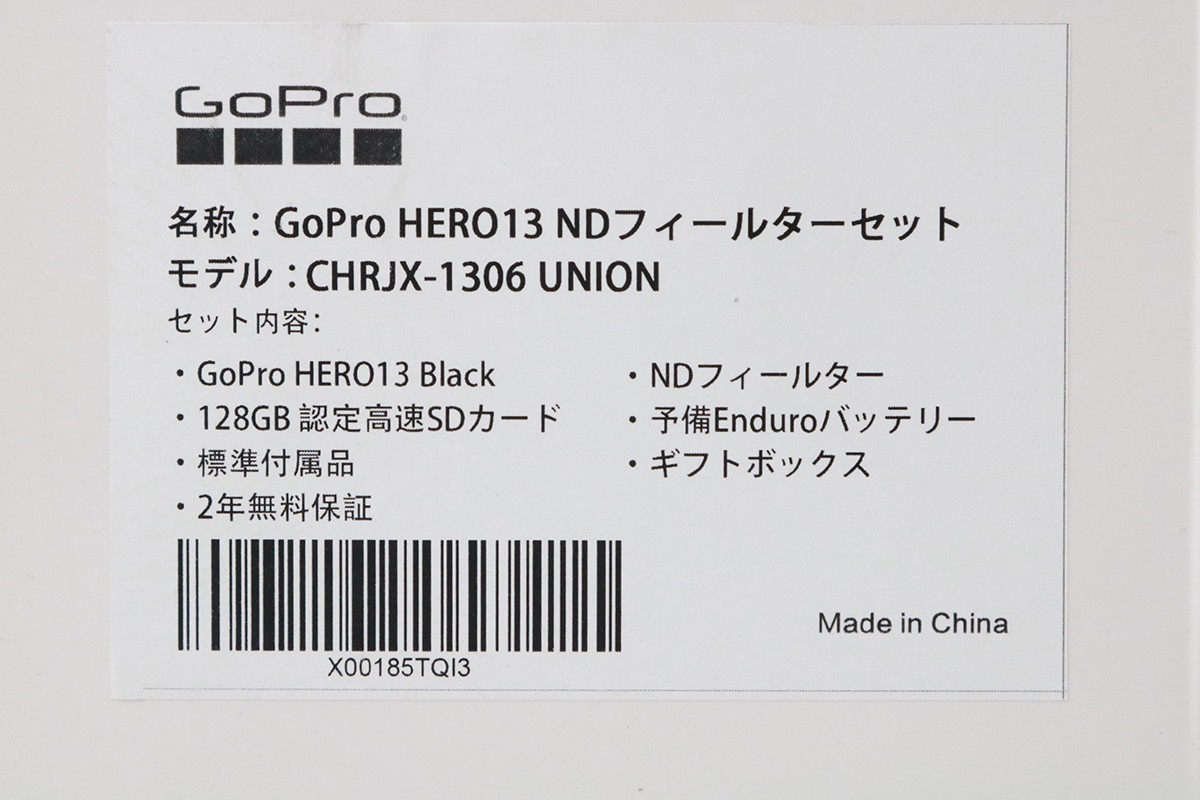 GoPro
名称：GoPro HERO13 NDフィールターセット
モデル：CHRJX-1306 UNION
セット内容：
・GoPro HERO13 Black
・128GB 認定高速SDカード
・標準付属品
・2年無料保証
・NDフィールター
・予備Enduroバッテリー
・ギフトボックス
X00185TQI3
Made in China